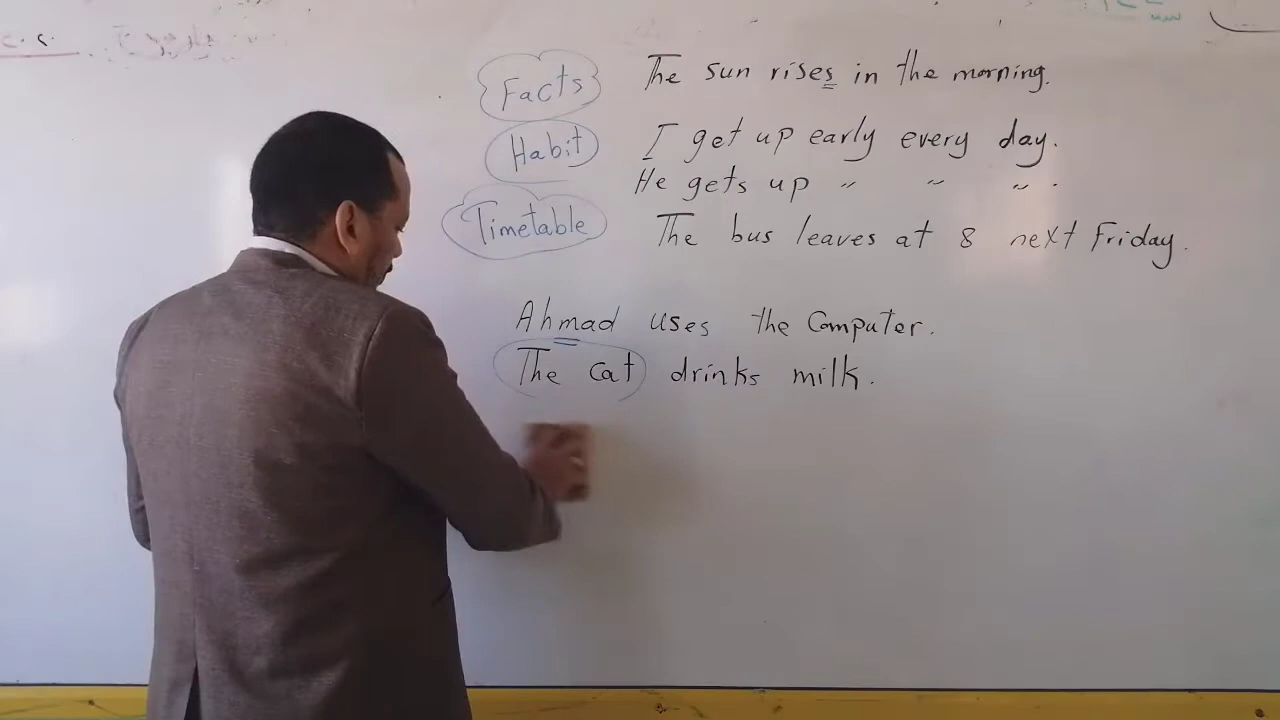 Facts The sun rises in the morning.
Habit I get up early every day.
He gets up " " " .
Timetable The bus leaves at 8 next Friday.
Ahmad uses the Computer.
The cat drinks milk.